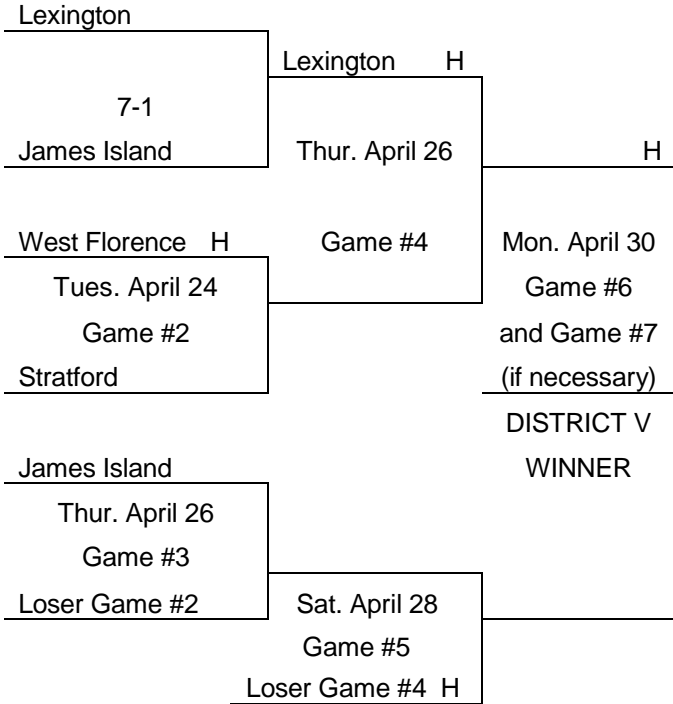 Lexington
Lexington H
7-1
James Island Thur. April 26 H
West Florence H Game #4 Mon. April 30
Tues. April 24 Game #6
Game #2 and Game #7
Stratford (if necessary)
DISTRICT V
James Island WINNER
Thur. April 26
Game #3
Loser Game #2 Sat. April 28
Game #5
Loser Game #4 H